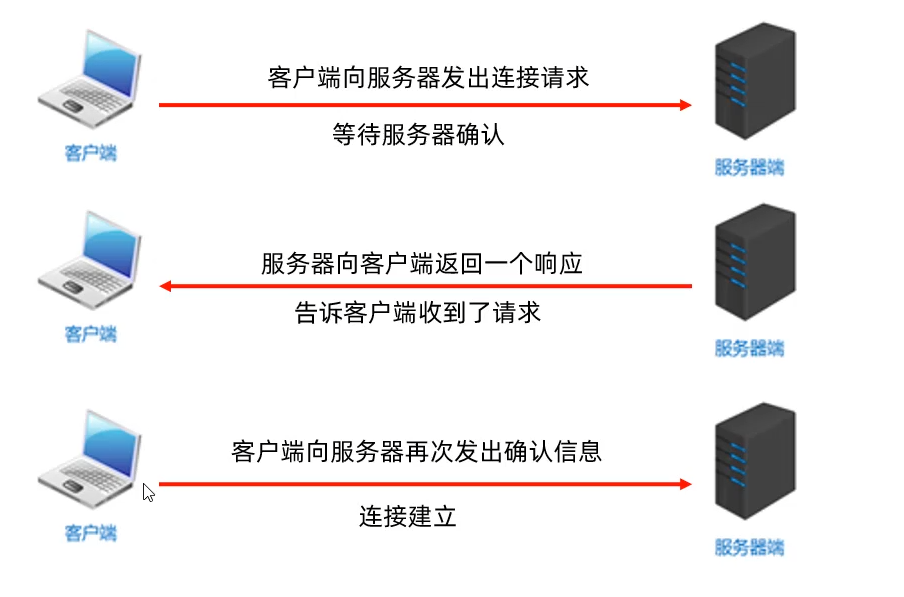 客户端向服务器发出连接请求
等待服务器确认
客户端
服务器端
服务器向客户端返回一个响应
告诉客户端收到了请求
客户端
服务器端
客户端向服务器再次发出确认信息
连接建立
客户端
服务器端